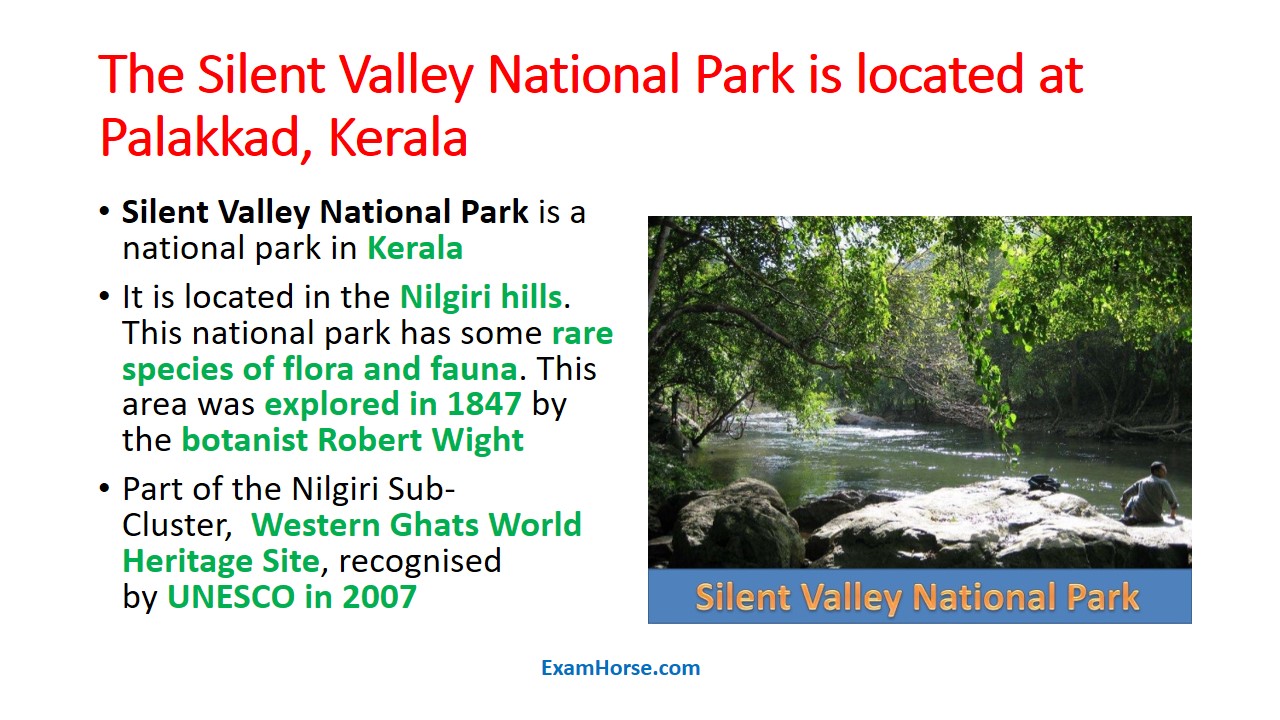 The Silent Valley National Park is located at
Palakkad, Kerala
• Silent Valley National Park is a
national park in Kerala
• It is located in the Nilgiri hills.
This national park has some rare
species of flora and fauna. This
area was explored in 1847 by
the botanist Robert Wight
• Part of the Nilgiri Sub-
Cluster,  Western Ghats World
Heritage Site, recognised
by UNESCO in 2007
Silent Valley National Park
ExamHorse.com